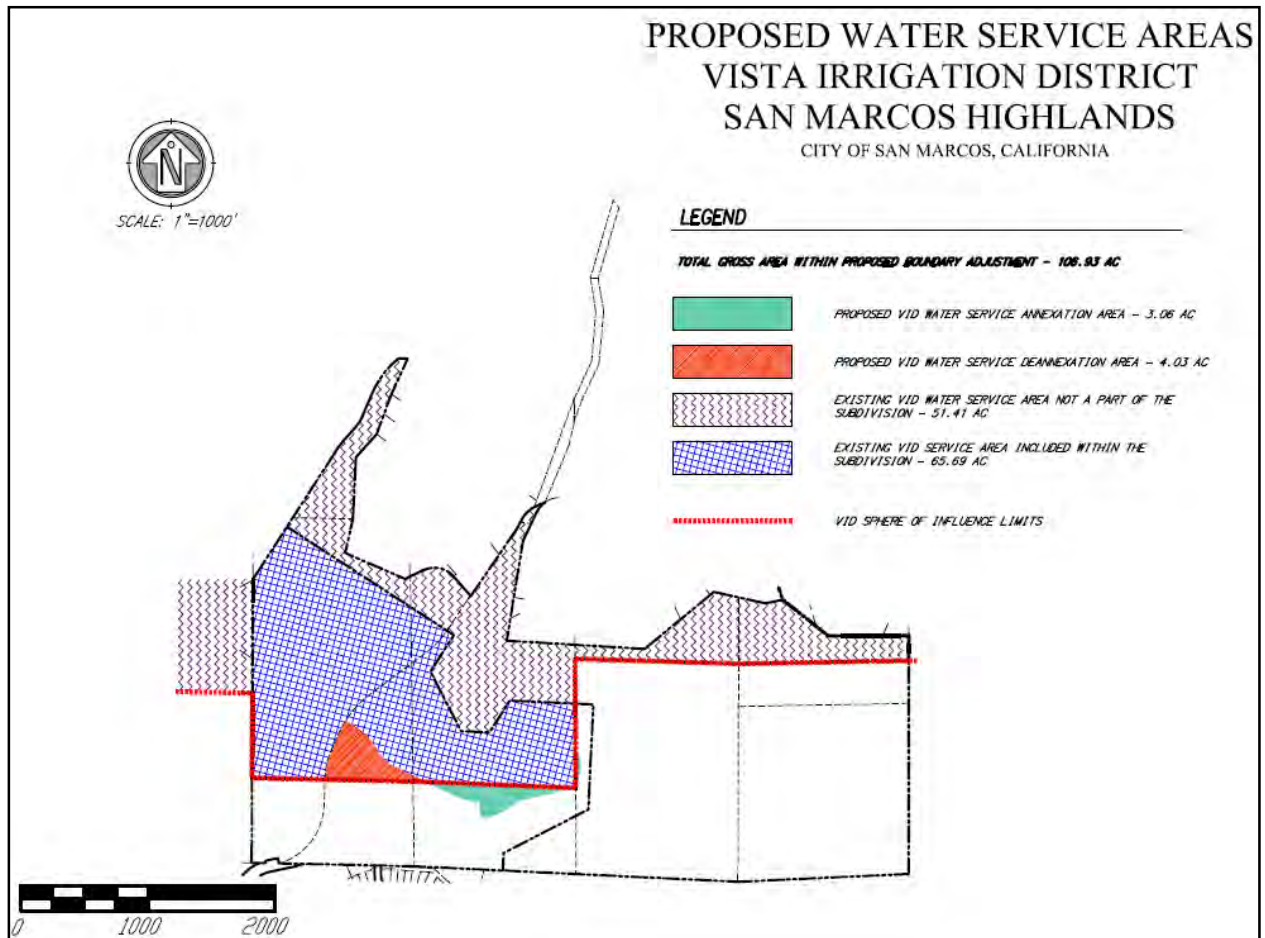 PROPOSED WATER SERVICE AREAS
VISTA IRRIGATION DISTRICT
SAN MARCOS HIGHLANDS
CITY OF SAN MARCOS, CALIFORNIA
N
SCALE: 1"=1000'
LEGEND
TOTAL GROSS AREA WITHIN PROPOSED BOUNDARY ADJUSTMENT - 106.93 AC
PROPOSED VID WATER SERVICE ANNEXATION AREA - 3.06 AC
PROPOSED VID WATER SERVICE DEANNEXATION AREA - 4.03 AC
EXISTING VID WATER SERVICE AREA NOT A PART OF THE
SUBDIVISION - 51.41 AC
EXISTING VID SERVICE AREA INCLUDED WITHIN THE
SUBDIVISION - 65.69 AC
VID SPHERE OF INFLUENCE LIMITS
0 1000 2000